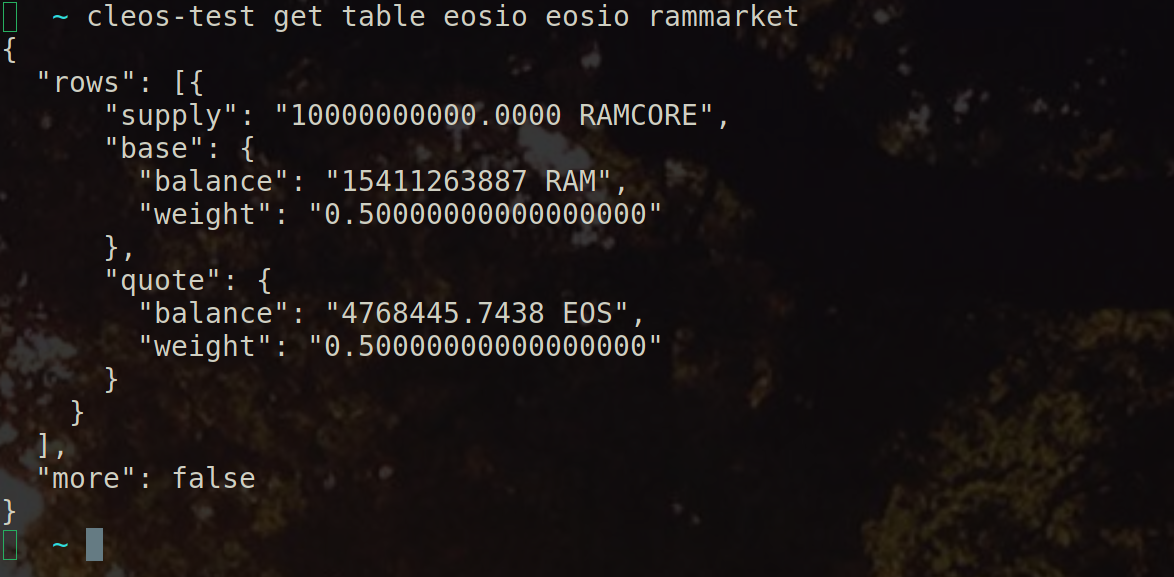 ~ cleos-test get table eosio eosio rammarket
{
  "rows": [{
      "supply": "10000000000.0000 RAMCORE",
      "base": {
        "balance": "15411263887 RAM",
        "weight": "0.50000000000000000"
      },
      "quote": {
        "balance": "4768445.7438 EOS",
        "weight": "0.50000000000000000"
      }
    }
  ],
  "more": false
}
~